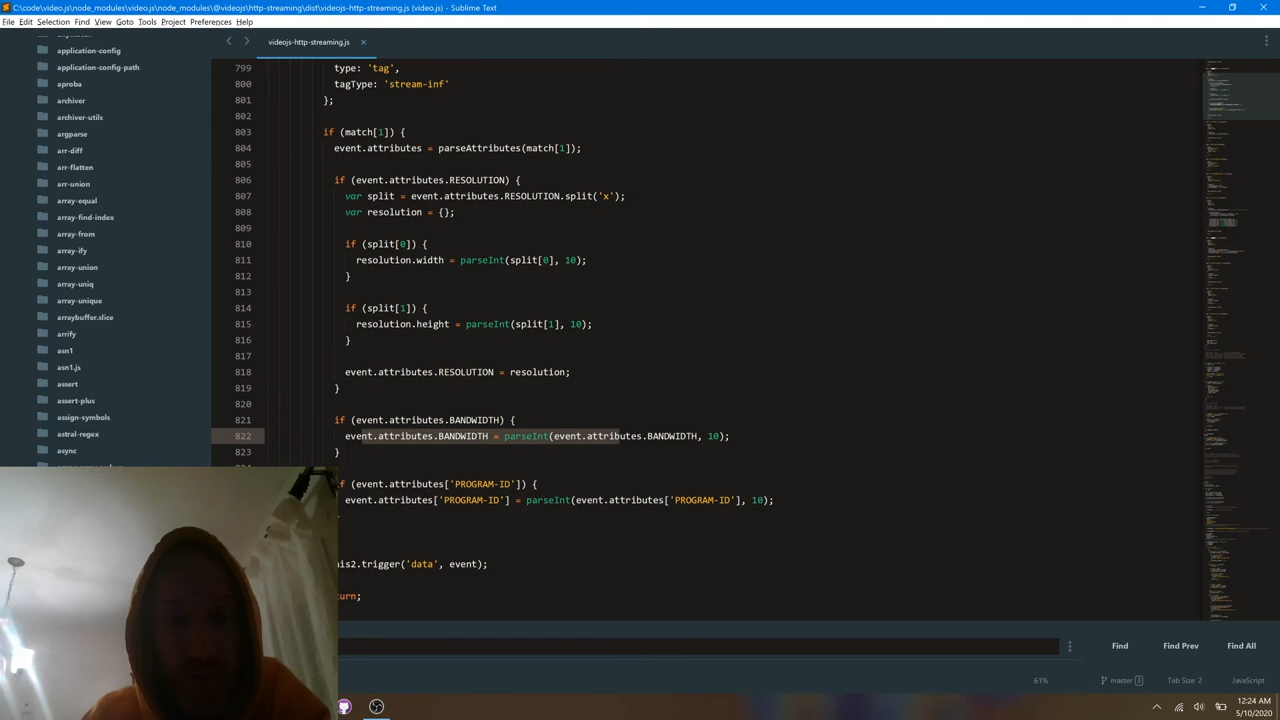 C:\code\video.js\node_modules\video.js\node_modules\@videojs\http-streaming\dist\videojs-http-streaming.js (video.js) - Sublime Text
File Edit Selection Find View Goto Tools Project Preferences Help
videojs-http-streaming.js
application-config
application-config-path
aproba
archiver
archiver-utils
argparse
arr-diff
arr-flatten
arr-union
array-equal
array-find-index
array-from
array-ify
array-union
array-uniq
array-unique
arraybuffer.slice
arrify
asn1
asn1.js
assert
assert-plus
assign-symbols
astral-regex
async
799 type: 'tag',
800 tagType: 'stream-inf'
801 };
802
803 if (match[1]) {
804 event.attributes = parseAttributes(match[1]);
805
806 if (event.attributes.RESOLUTION) {
807 var split = event.attributes.RESOLUTION.split('x');
808 var resolution = {};
809
810 if (split[0]) {
811 resolution.width = parseInt(split[0], 10);
812 }
813
814 if (split[1]) {
815 resolution.height = parseInt(split[1], 10);
816 }
817
818 event.attributes.RESOLUTION = resolution;
819 }
820
821 if (event.attributes.BANDWIDTH) {
822 event.attributes.BANDWIDTH = parseInt(event.attributes.BANDWIDTH, 10);
823 }
if (event.attributes['PROGRAM-ID']) {
event.attributes['PROGRAM-ID'] = parseInt(event.attributes['PROGRAM-ID'], 10);
his2.trigger('data', event);
turn;
Find Find Prev Find All
61% master 3 Tab Size: 2 JavaScript
12:24 AM
5/10/2020